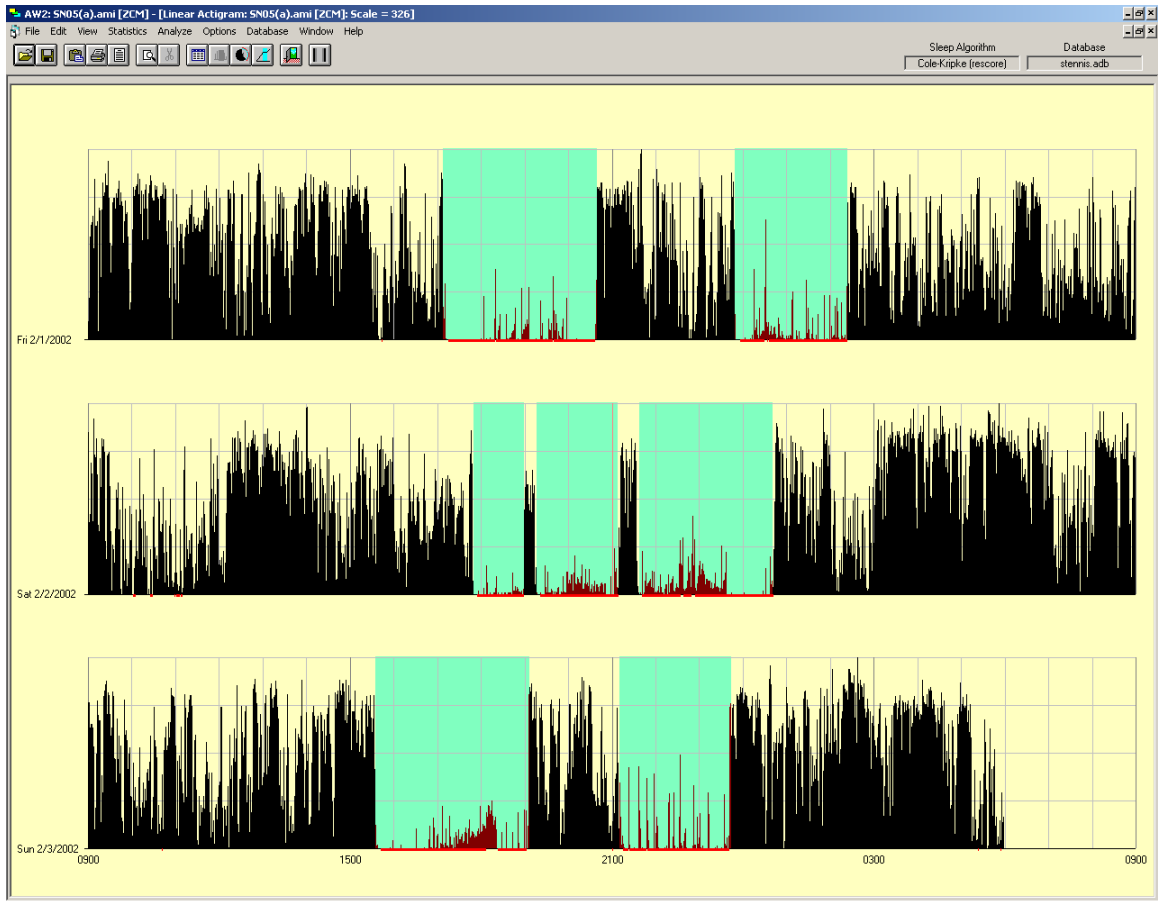 AW2: SN05(a).ami [ZCM] - [Linear Actigram: SN05(a).ami [ZCM]: Scale = 326]
File Edit View Statistics Analyze Options Database Window Help
Sleep Algorithm Database
Cole-Kripke (rescore) stennis.adb
Fri 2/1/2002
Sat 2/2/2002
Sun 2/3/2002
0900 1500 2100 0300 0900